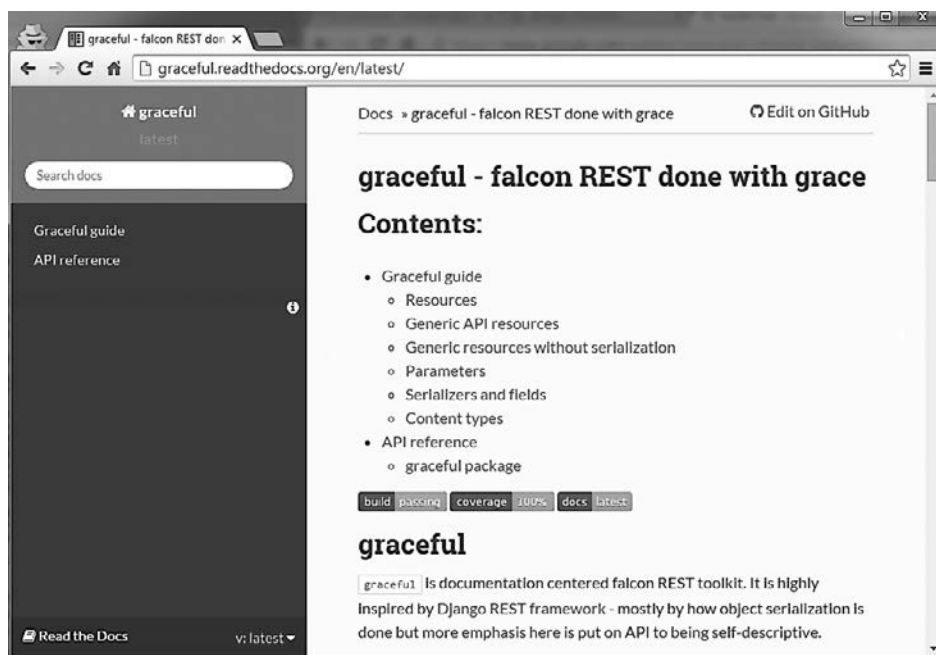 graceful - falcon REST don
graceful.readthedocs.org/en/latest/
graceful
latest
Search docs
Graceful guide
API reference
Read the Docs
v: latest
Docs » graceful - falcon REST done with grace
Edit on GitHub
graceful - falcon REST done with grace
Contents:
• Graceful guide
◦ Resources
◦ Generic API resources
◦ Generic resources without serialization
◦ Parameters
◦ Serializers and fields
◦ Content types
• API reference
◦ graceful package
build passing coverage 100% docs latest
graceful
graceful is documentation centered falcon REST toolkit. It is highly
inspired by Django REST framework - mostly by how object serialization is
done but more emphasis here is put on API to being self-descriptive.